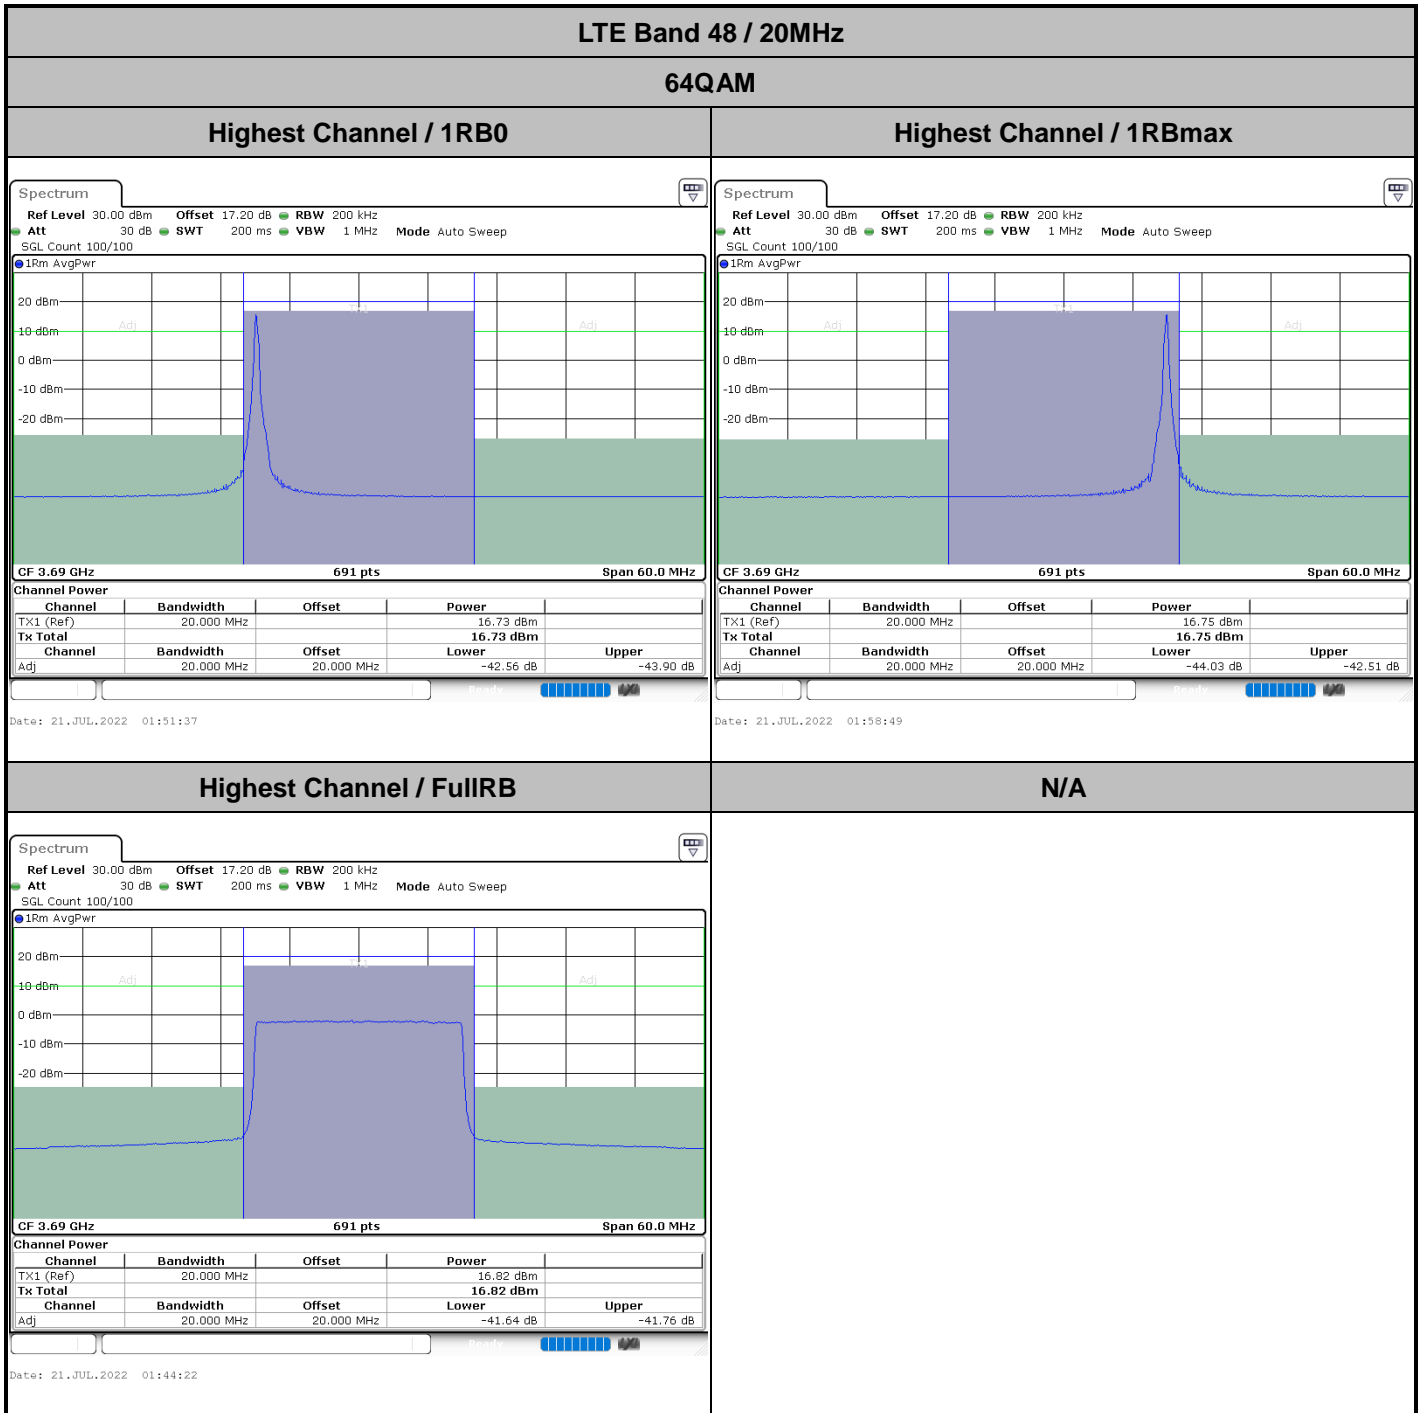 LTE Band 48 / 20MHz
64QAM
Highest Channel / 1RB0
Highest Channel / 1RBmax
Spectrum
Ref Level 30.00 dBm Offset 17.20 dB RBW 200 kHz
Att 30 dB SWT 200 ms VBW 1 MHz Mode Auto Sweep
SGL Count 100/100
1Rm AvgPwr
TX1
Adj
Adj
20 dBm
10 dBm
0 dBm
-10 dBm
-20 dBm
CF 3.69 GHz 691 pts Span 60.0 MHz
Channel Power
Channel Bandwidth Offset Power
TX1 (Ref) 20.000 MHz 16.73 dBm
Tx Total 16.73 dBm
Channel Bandwidth Offset Lower Upper
Adj 20.000 MHz 20.000 MHz -42.56 dB -43.90 dB
Ready
Date: 21.JUL.2022 01:51:37
Spectrum
Ref Level 30.00 dBm Offset 17.20 dB RBW 200 kHz
Att 30 dB SWT 200 ms VBW 1 MHz Mode Auto Sweep
SGL Count 100/100
1Rm AvgPwr
TX1
Adj
Adj
20 dBm
10 dBm
0 dBm
-10 dBm
-20 dBm
CF 3.69 GHz 691 pts Span 60.0 MHz
Channel Power
Channel Bandwidth Offset Power
TX1 (Ref) 20.000 MHz 16.75 dBm
Tx Total 16.75 dBm
Channel Bandwidth Offset Lower Upper
Adj 20.000 MHz 20.000 MHz -44.03 dB -42.51 dB
Ready
Date: 21.JUL.2022 01:58:49
Highest Channel / FullRB
N/A
Spectrum
Ref Level 30.00 dBm Offset 17.20 dB RBW 200 kHz
Att 30 dB SWT 200 ms VBW 1 MHz Mode Auto Sweep
SGL Count 100/100
1Rm AvgPwr
TX1
Adj
Adj
20 dBm
10 dBm
0 dBm
-10 dBm
-20 dBm
CF 3.69 GHz 691 pts Span 60.0 MHz
Channel Power
Channel Bandwidth Offset Power
TX1 (Ref) 20.000 MHz 16.82 dBm
Tx Total 16.82 dBm
Channel Bandwidth Offset Lower Upper
Adj 20.000 MHz 20.000 MHz -41.64 dB -41.76 dB
Ready
Date: 21.JUL.2022 01:44:22